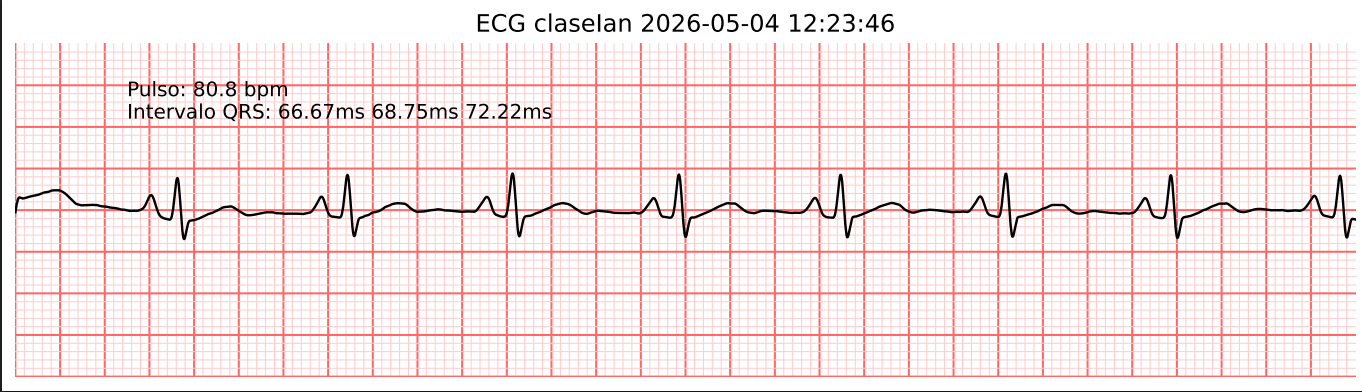 ECG claseIan 2026-05-04 12:23:46
Pulso: 80.8 bpm
Intervalo QRS: 66.67ms 68.75ms 72.22ms